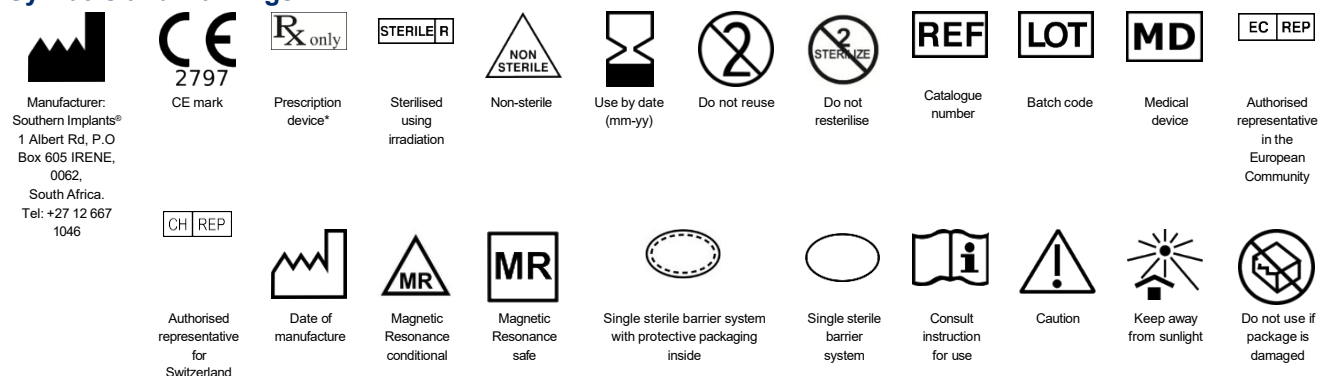 2797
Rx only
STERILE R
NON
STERILE
2
2
STERILIZE
REF
LOT
MD
EC REP
Manufacturer:
Southern Implants®
1 Albert Rd, P.O
Box 605 IRENE,
0062,
South Africa.
Tel: +27 12 667
1046
CE mark
Prescription
device*
Sterilised
using
irradiation
Non-sterile
Use by date
(mm-yy)
Do not reuse
Do not
resterilise
Catalogue
number
Batch code
Medical
device
Authorised
representative
in the
European
Community
CH REP
MR
MR
i
Authorised
representative
for
Switzerland
Date of
manufacture
Magnetic
Resonance
conditional
Magnetic
Resonance
safe
Single sterile barrier system
with protective packaging
inside
Single sterile
barrier
system
Consult
instruction
for use
Caution
Keep away
from sunlight
Do not use if
package is
damaged